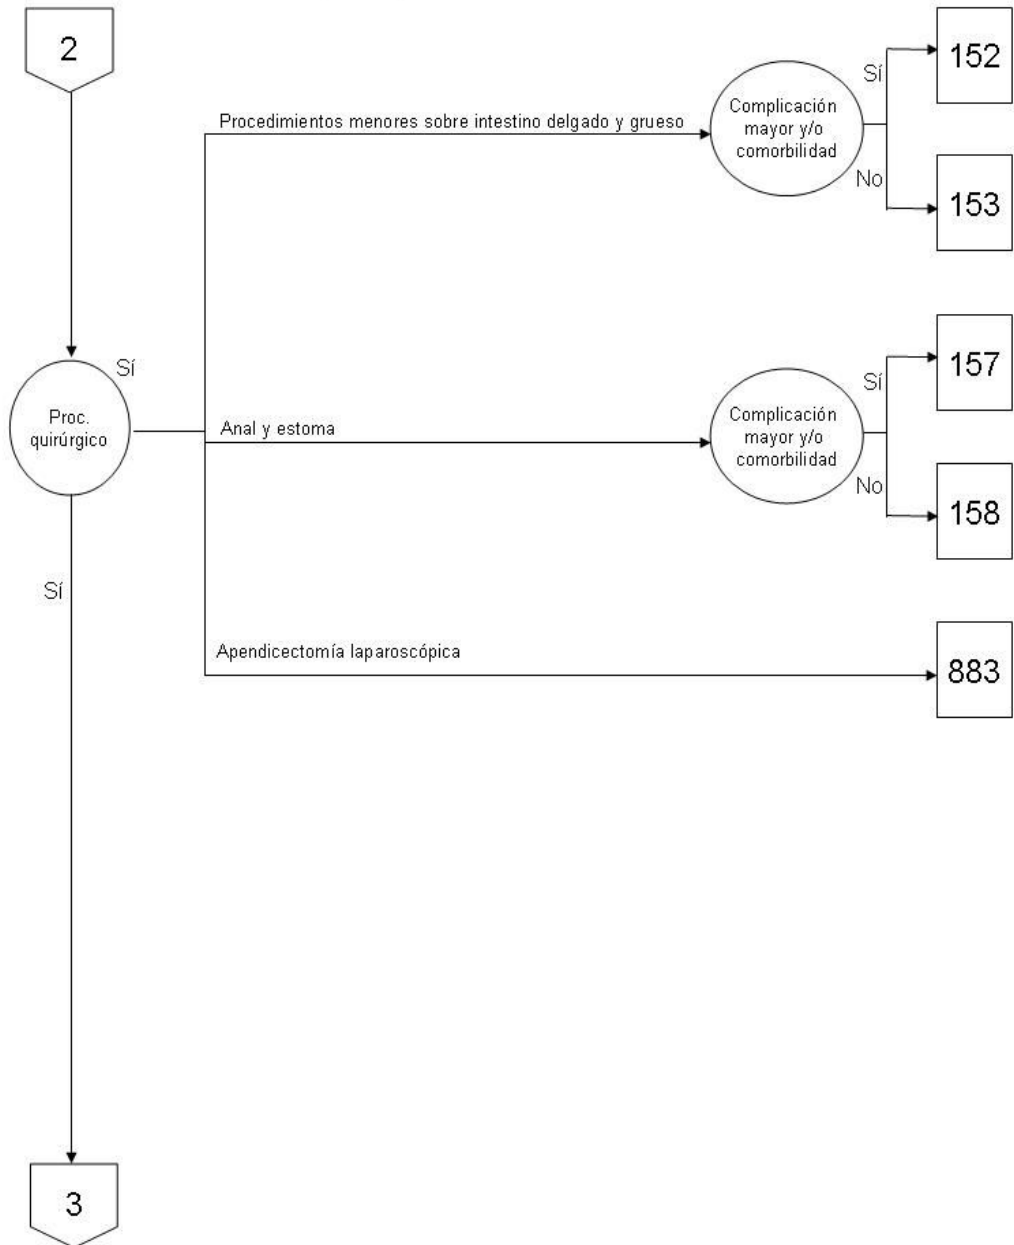 2
152
Sí
Complicación
mayor y/o
comorbilidad
Procedimientos menores sobre intestino delgado y grueso
No
153
Sí
Proc.
quirúrgico
157
Sí
Complicación
mayor y/o
comorbilidad
Anal y estoma
No
158
Sí
Apendicectomía laparoscópica
883
3